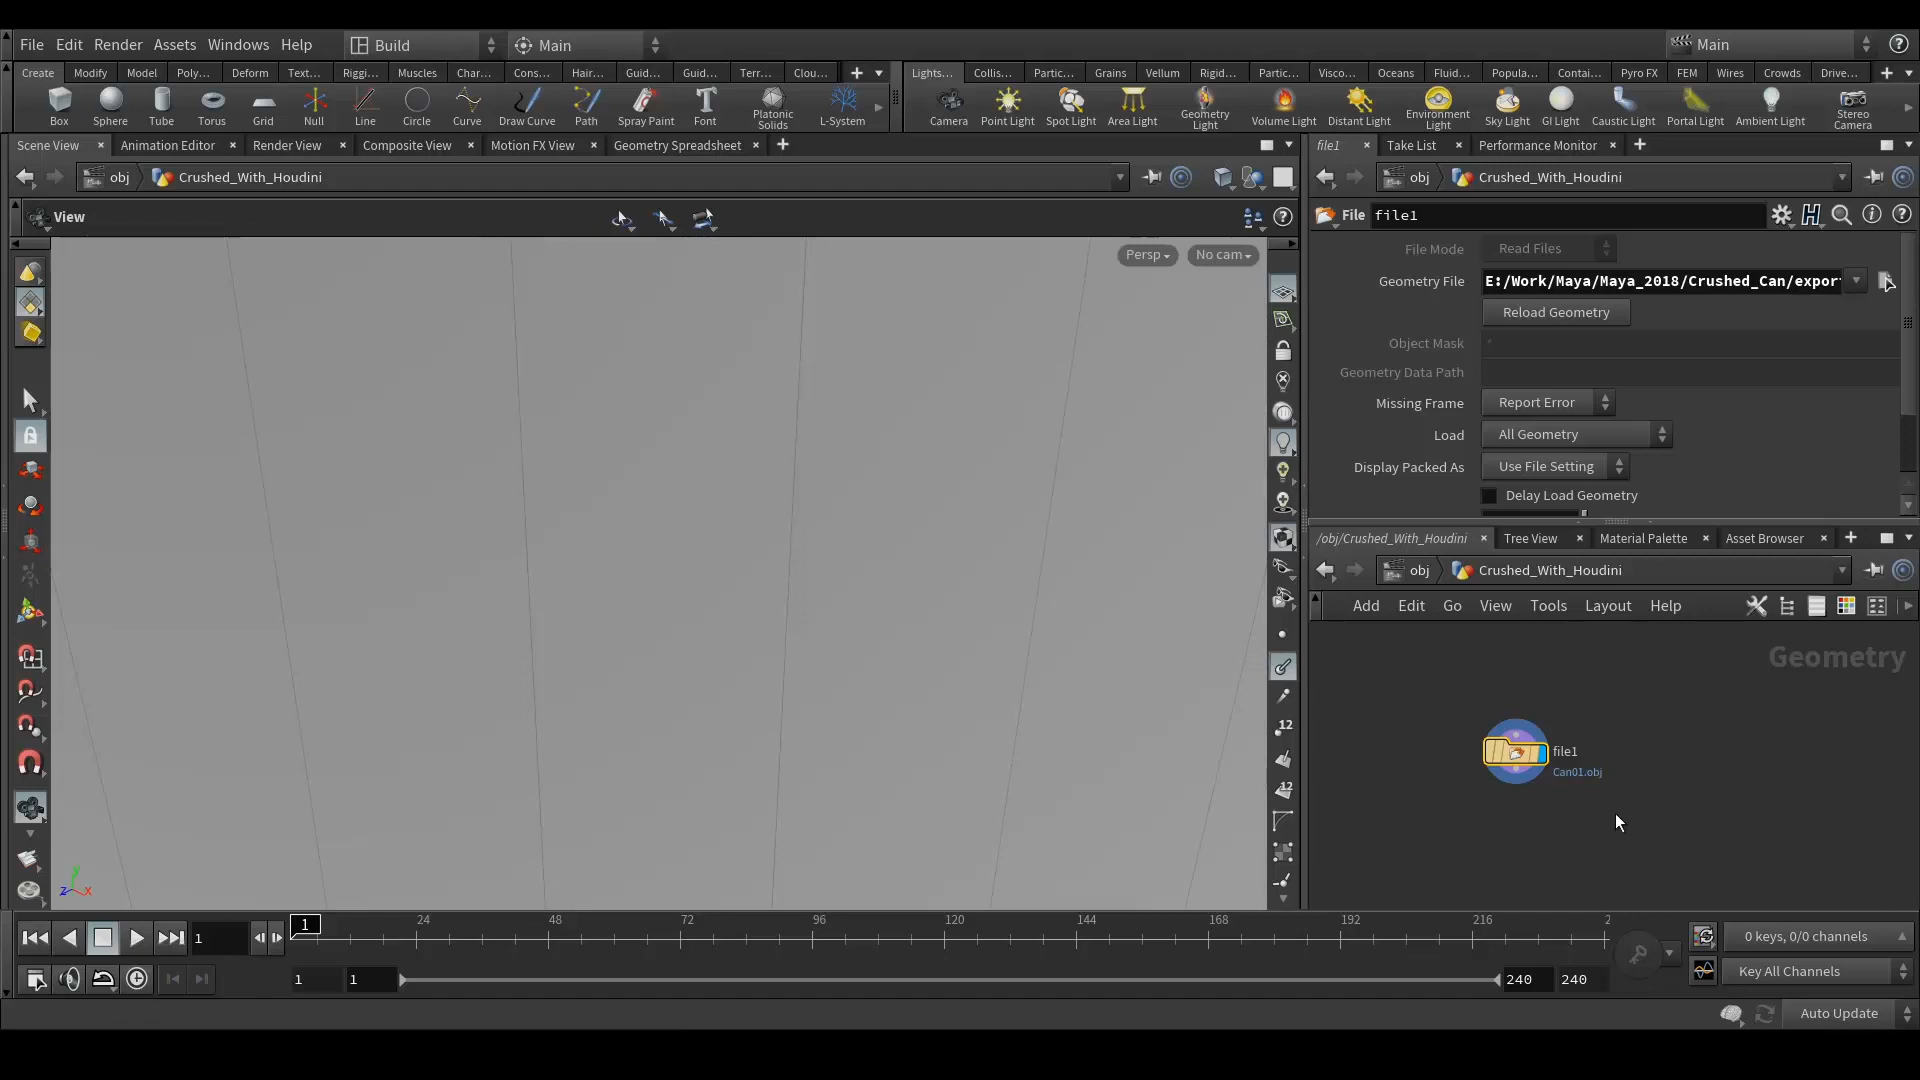 File Edit Render Assets Windows Help Build Main Main
Create Modify Model Poly... Deform Text... Riggi... Muscles Char... Cons... Hair... Guid... Guid... Terr... Clou...
Lights... Collis... Partic... Grains Vellum Rigid... Partic... Visco... Oceans Fluid... Popula... Contai... Pyro FX FEM Wires Crowds Drive...
Box Sphere Tube Torus Grid Null Line Circle Curve Draw Curve Path Spray Paint Font Platonic Solids L-System
Camera Point Light Spot Light Area Light Geometry Light Volume Light Distant Light Environment Light Sky Light GI Light Caustic Light Portal Light Ambient Light Stereo Camera
Scene View Animation Editor Render View Composite View Motion FX View Geometry Spreadsheet
file1 Take List Performance Monitor
obj Crushed_With_Houdini
obj Crushed_With_Houdini
View
File file1
Persp No cam
File Mode Read Files
Geometry File E:/Work/Maya/Maya_2018/Crushed_Can/expor
Reload Geometry
Object Mask *
Geometry Data Path
Missing Frame Report Error
Load All Geometry
Display Packed As Use File Setting
Delay Load Geometry
/obj/Crushed_With_Houdini Tree View Material Palette Asset Browser
obj Crushed_With_Houdini
Add Edit Go View Tools Layout Help
Geometry
file1
Can01.obj
12
12
y
z x
1 1 24 48 72 96 120 144 168 192 216 2
0 keys, 0/0 channels
1 1 240 240
Key All Channels
Auto Update